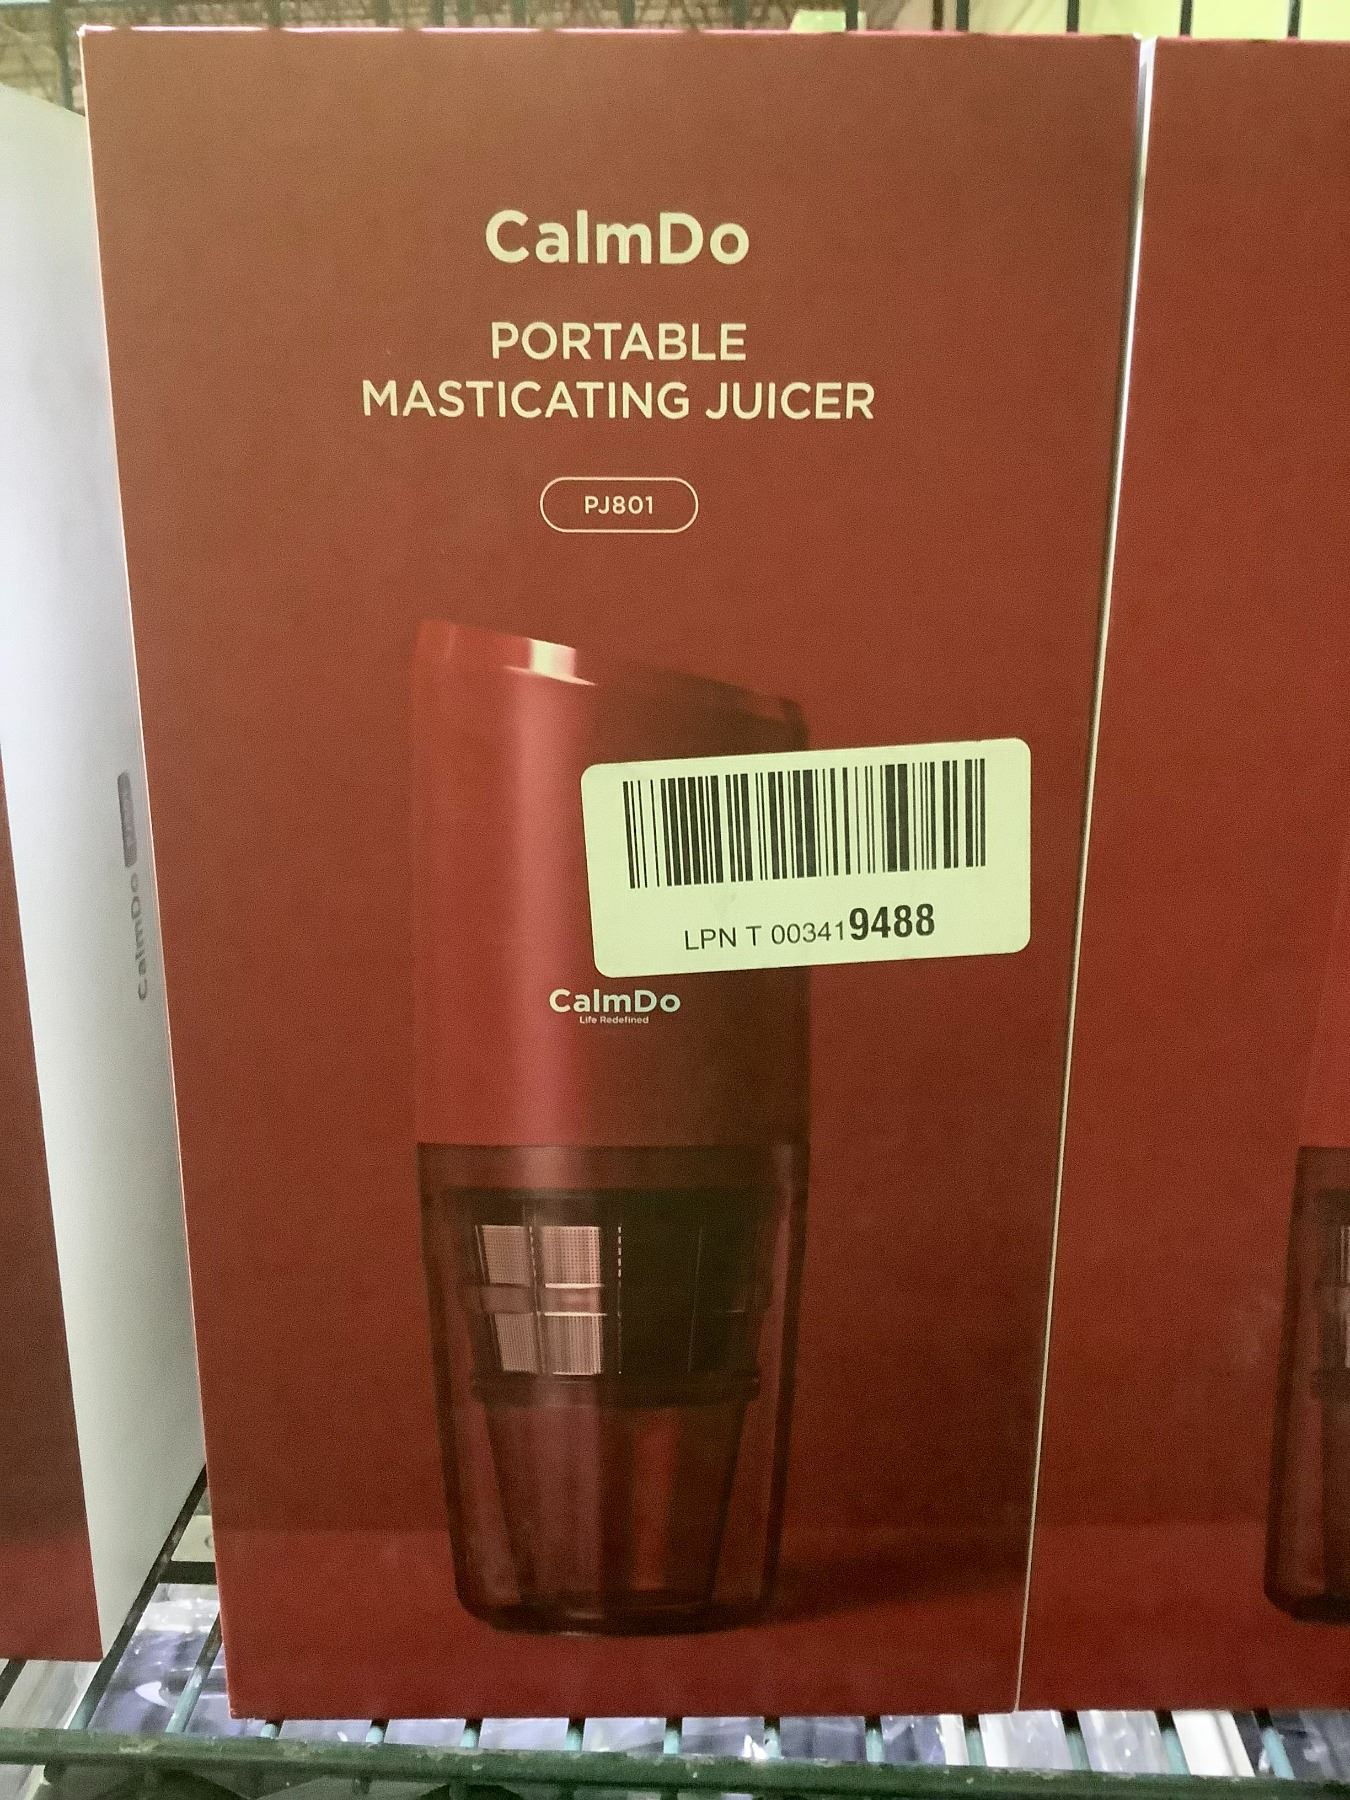 CalmDo
PORTABLE
MASTICATING JUICER
PJ801
LPN T 003419488
CalmDo
Life Redefined
CalmDo